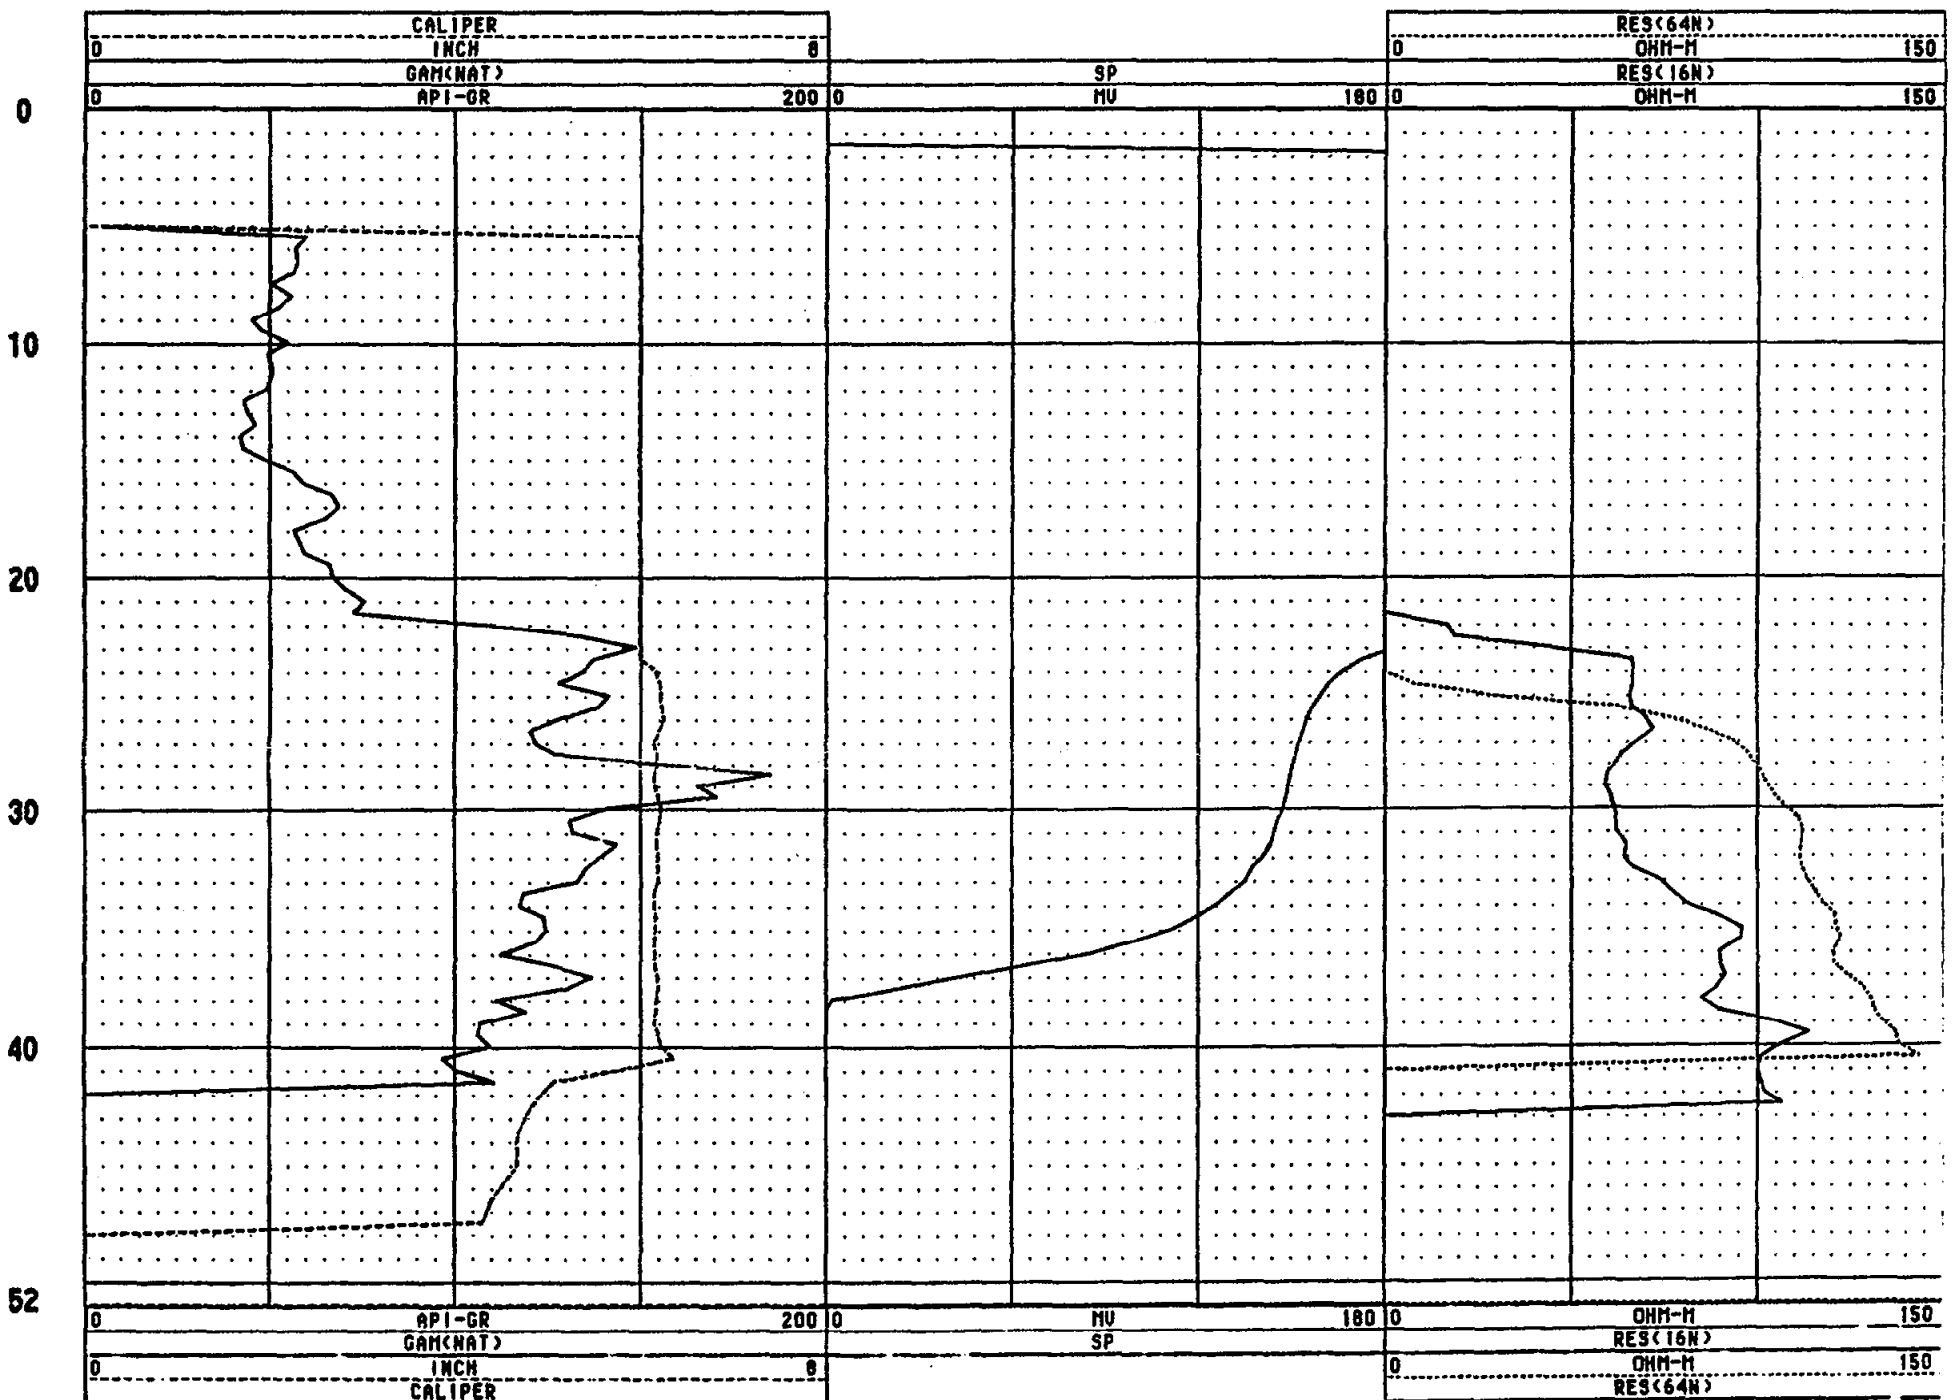 CALIPER
0 INCH 8
GAM(NAT)
0 API-GR 200
SP
0 MV 180
RES(64N)
0 OHM-M 150
RES(16N)
0 OHM-M 150
0
10
20
30
40
52
0 API-GR 200
GAM(NAT)
0 INCH 8
CALIPER
0 MV 180
SP
0 OHM-M 150
RES(16N)
0 OHM-M 150
RES(64N)